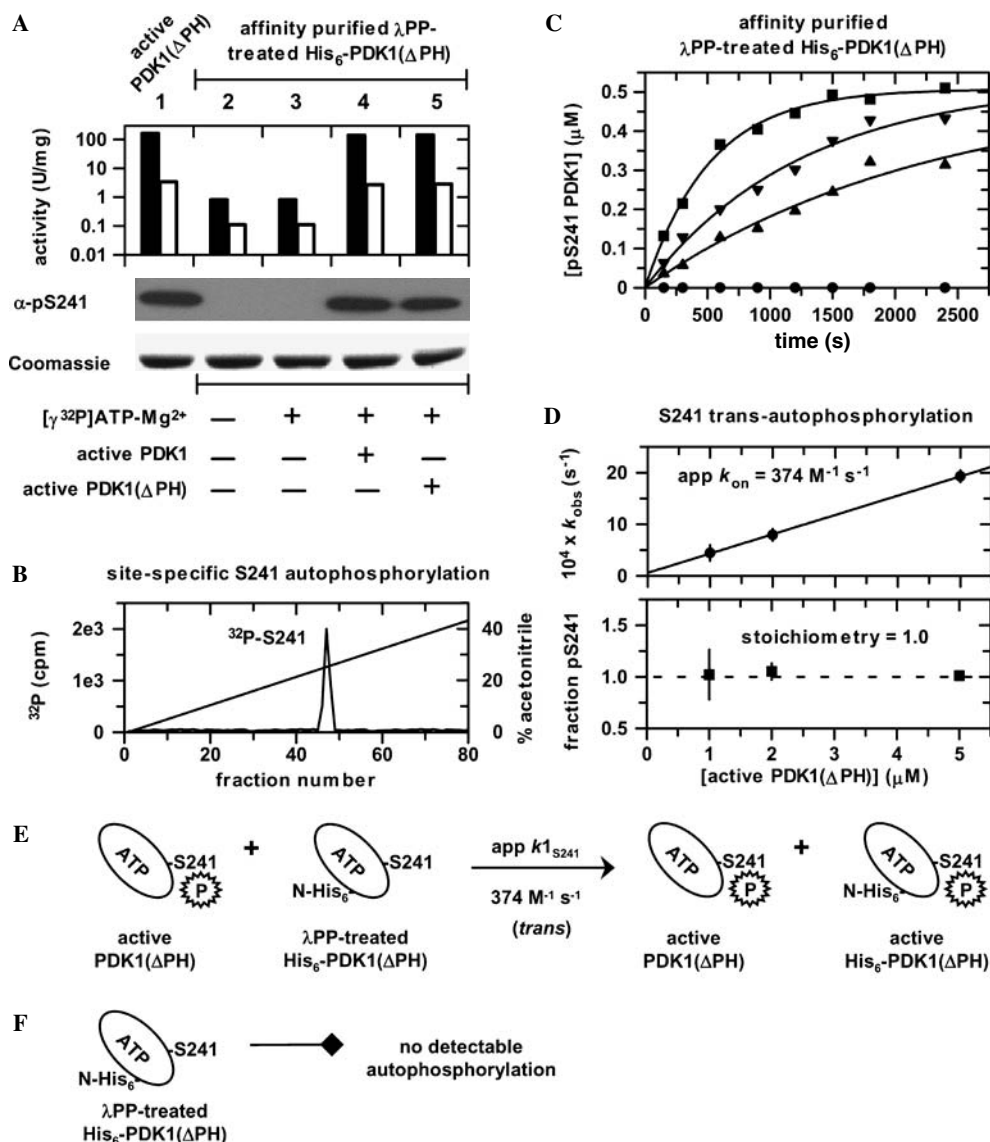 A
active
PDK1(ΔPH)
affinity purified λPP-
treated His6-PDK1(ΔPH)
1 2 3 4 5
activity (U/mg)
100
10
1
0.1
0.01
α-pS241
Coomassie
[γ32P]ATP-Mg2+ — + + +
active PDK1 — — + —
active PDK1(ΔPH) — — — +
B
site-specific S241 autophosphorylation
32P (cpm)
2e3
1e3
0
32P-S241
40
20
0
% acetonitrile
0 20 40 60 80
fraction number
C
affinity purified
λPP-treated His6-PDK1(ΔPH)
[pS241 PDK1] (μM)
0.5
0.4
0.3
0.2
0.1
0
0 500 1000 1500 2000 2500
time (s)
D
S241 trans-autophosphorylation
10^4 x kobs (s-1)
20
10
0
app kon = 374 M-1 s-1
fraction pS241
1.5
1.0
0.5
stoichiometry = 1.0
0 1 2 3 4 5
[active PDK1(ΔPH)] (μM)
E
ATP S241 P
active
PDK1(ΔPH)
+
ATP S241
N-His6-
λPP-treated
His6-PDK1(ΔPH)
app k1S241
374 M-1 s-1
(trans)
ATP S241 P
active
PDK1(ΔPH)
+
ATP S241 P
N-His6-
active
His6-PDK1(ΔPH)
F
ATP S241
N-His6-
λPP-treated
His6-PDK1(ΔPH)
no detectable
autophosphorylation